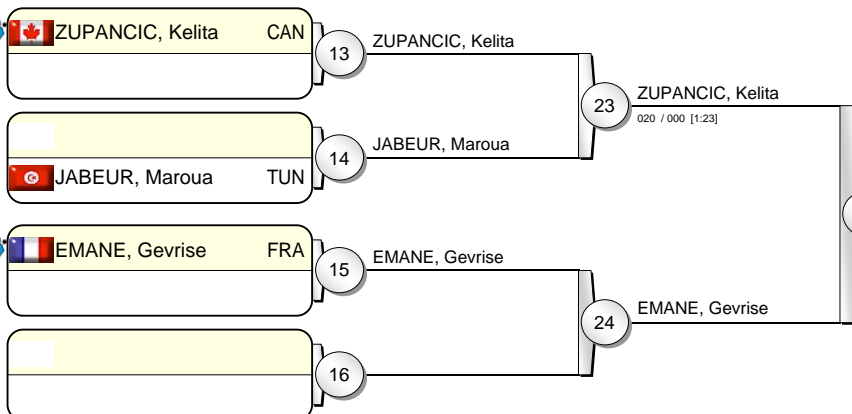 ZUPANCIC, Kelita CAN
13
ZUPANCIC, Kelita
23
ZUPANCIC, Kelita
020 / 000 [1:23]
14
JABEUR, Maroua
JABEUR, Maroua TUN
EMANE, Gevrise FRA
15
EMANE, Gevrise
24
EMANE, Gevrise
16